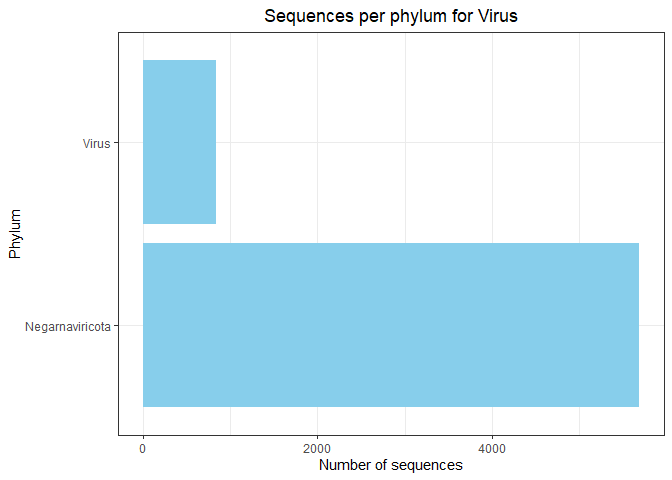 Sequences per phylum for Virus
Phylum
Virus
Negarnaviricota
0
2000
4000
Number of sequences